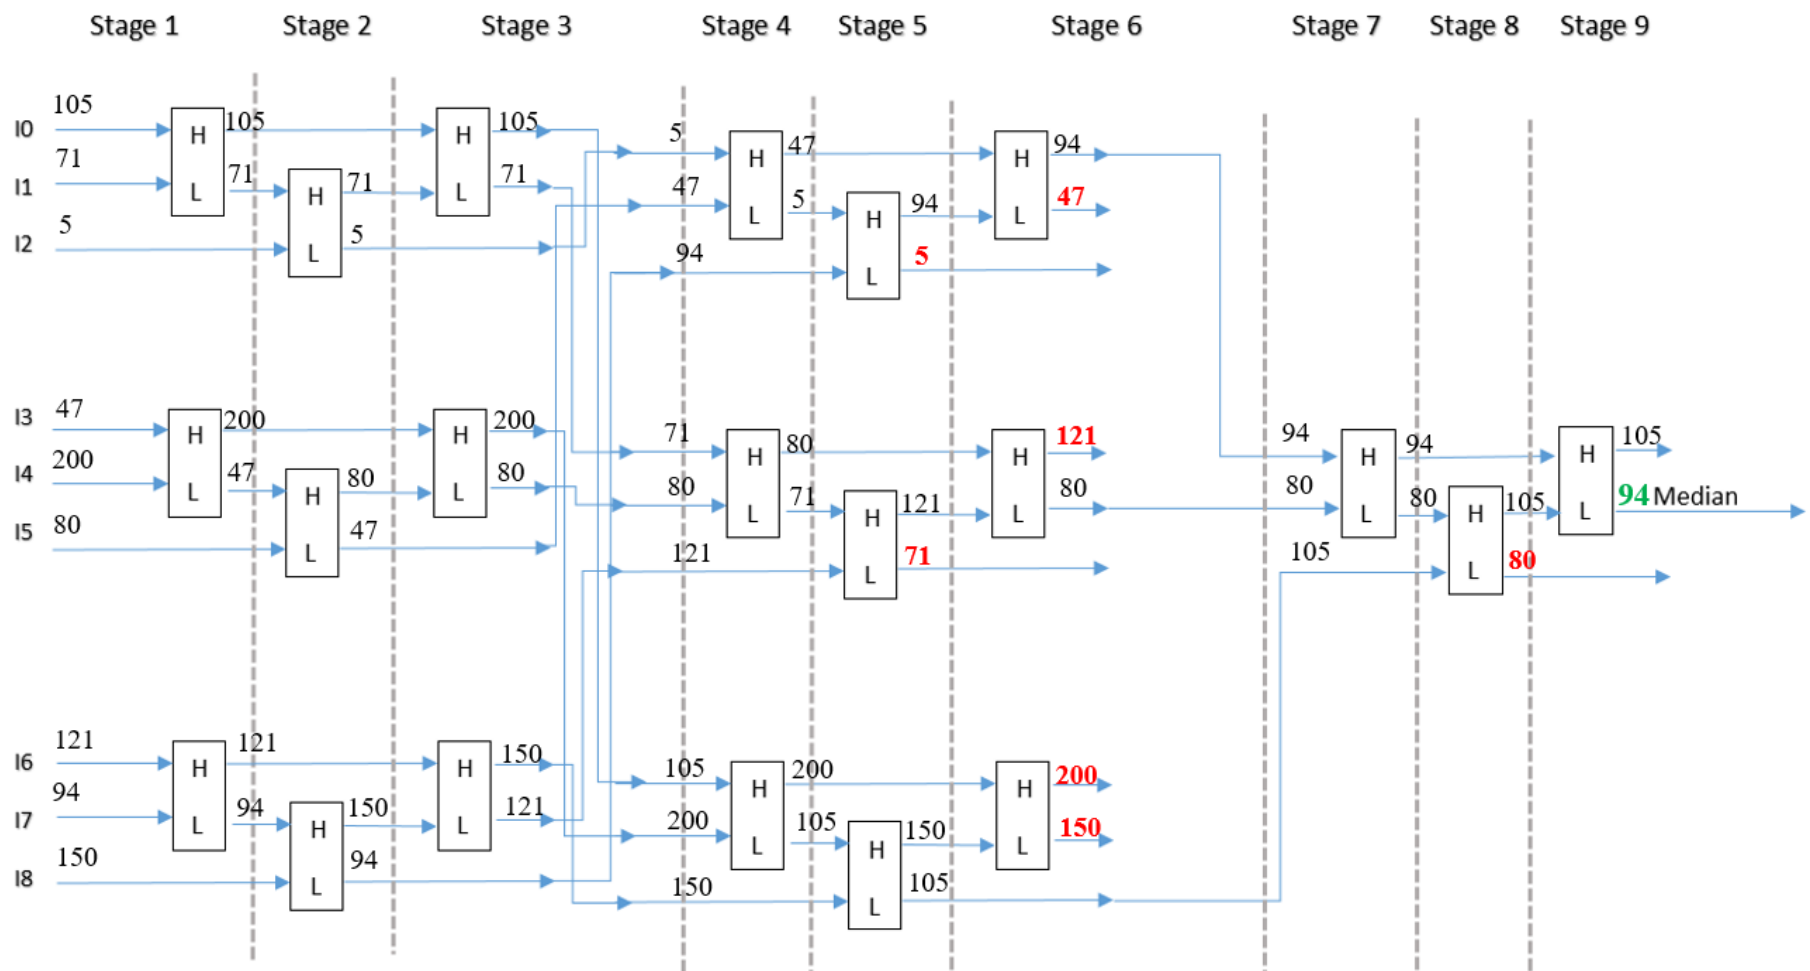 Stage 1 Stage 2 Stage 3 Stage 4 Stage 5 Stage 6 Stage 7 Stage 8 Stage 9
105
I0 H 105 H 105 5 H 47 H 94
71
I1 L 71 H 71 L 71 47 L 5 H 94 L 47
5
I2 L 5 94 L 5
47
I3 H 200 H 200 71 H 80 H 121 94 H 94 H 105
200
I4 L 47 H 80 L 80 80 L 71 H 121 L 80 80 L 80 H 105 L 94 Median
80
I5 L 47 121 L 71 105 L 80
121
I6 H 121 H 150 105 H 200 H 200
94
I7 L 94 H 150 L 121 200 L 105 H 150 L 150
150
I8 L 94 150 L 105